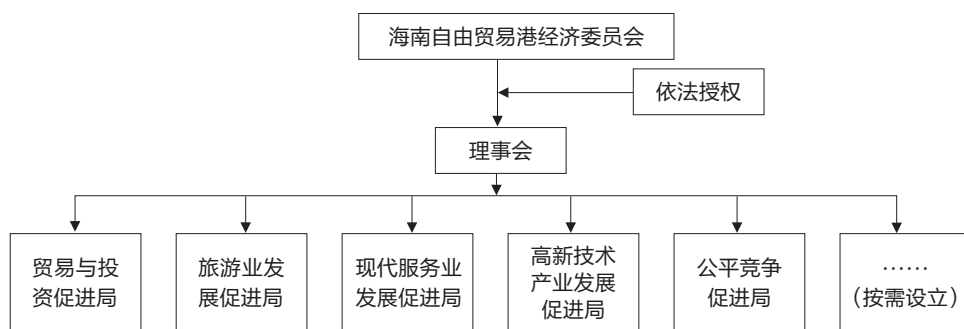 海南自由贸易港经济委员会
依法授权
理事会
贸易与投
资促进局
旅游业发
展促进局
现代服务业
发展促进局
高新技术
产业发展
促进局
公平竞争
促进局
……
（按需设立）